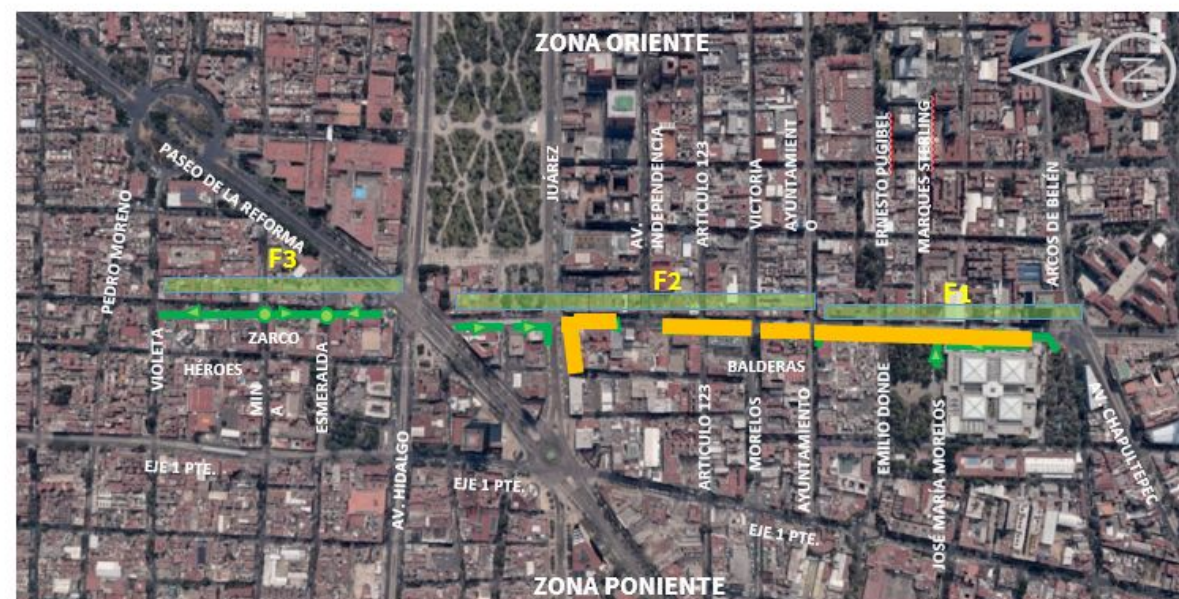 ZONA ORIENTE
N
PASEO DE LA REFORMA
PEDRO MORENO
JUÁREZ
AV.
INDEPENDENCIA
ARTICULO 123
VICTORIA
AYUNTAMIENT
O
ERNESTO PUGIBEL
MARQUES STERLING
ARCOS DE BELÉN
F3
F2
F1
VIOLETA
HÉROES
ZARCO
MIN
A
ESMERALDA
AV. HIDALGO
EJE 1 PTE.
EJE 1 PTE.
BALDERAS
ARTICULO 123
MORELOS
AYUNTAMIENTO
EJE 1 PTE.
EMILIO DONDE
JOSÉ MARÍA MORELOS
AV. CHAPULTEPEC
ZONA PONIENTE